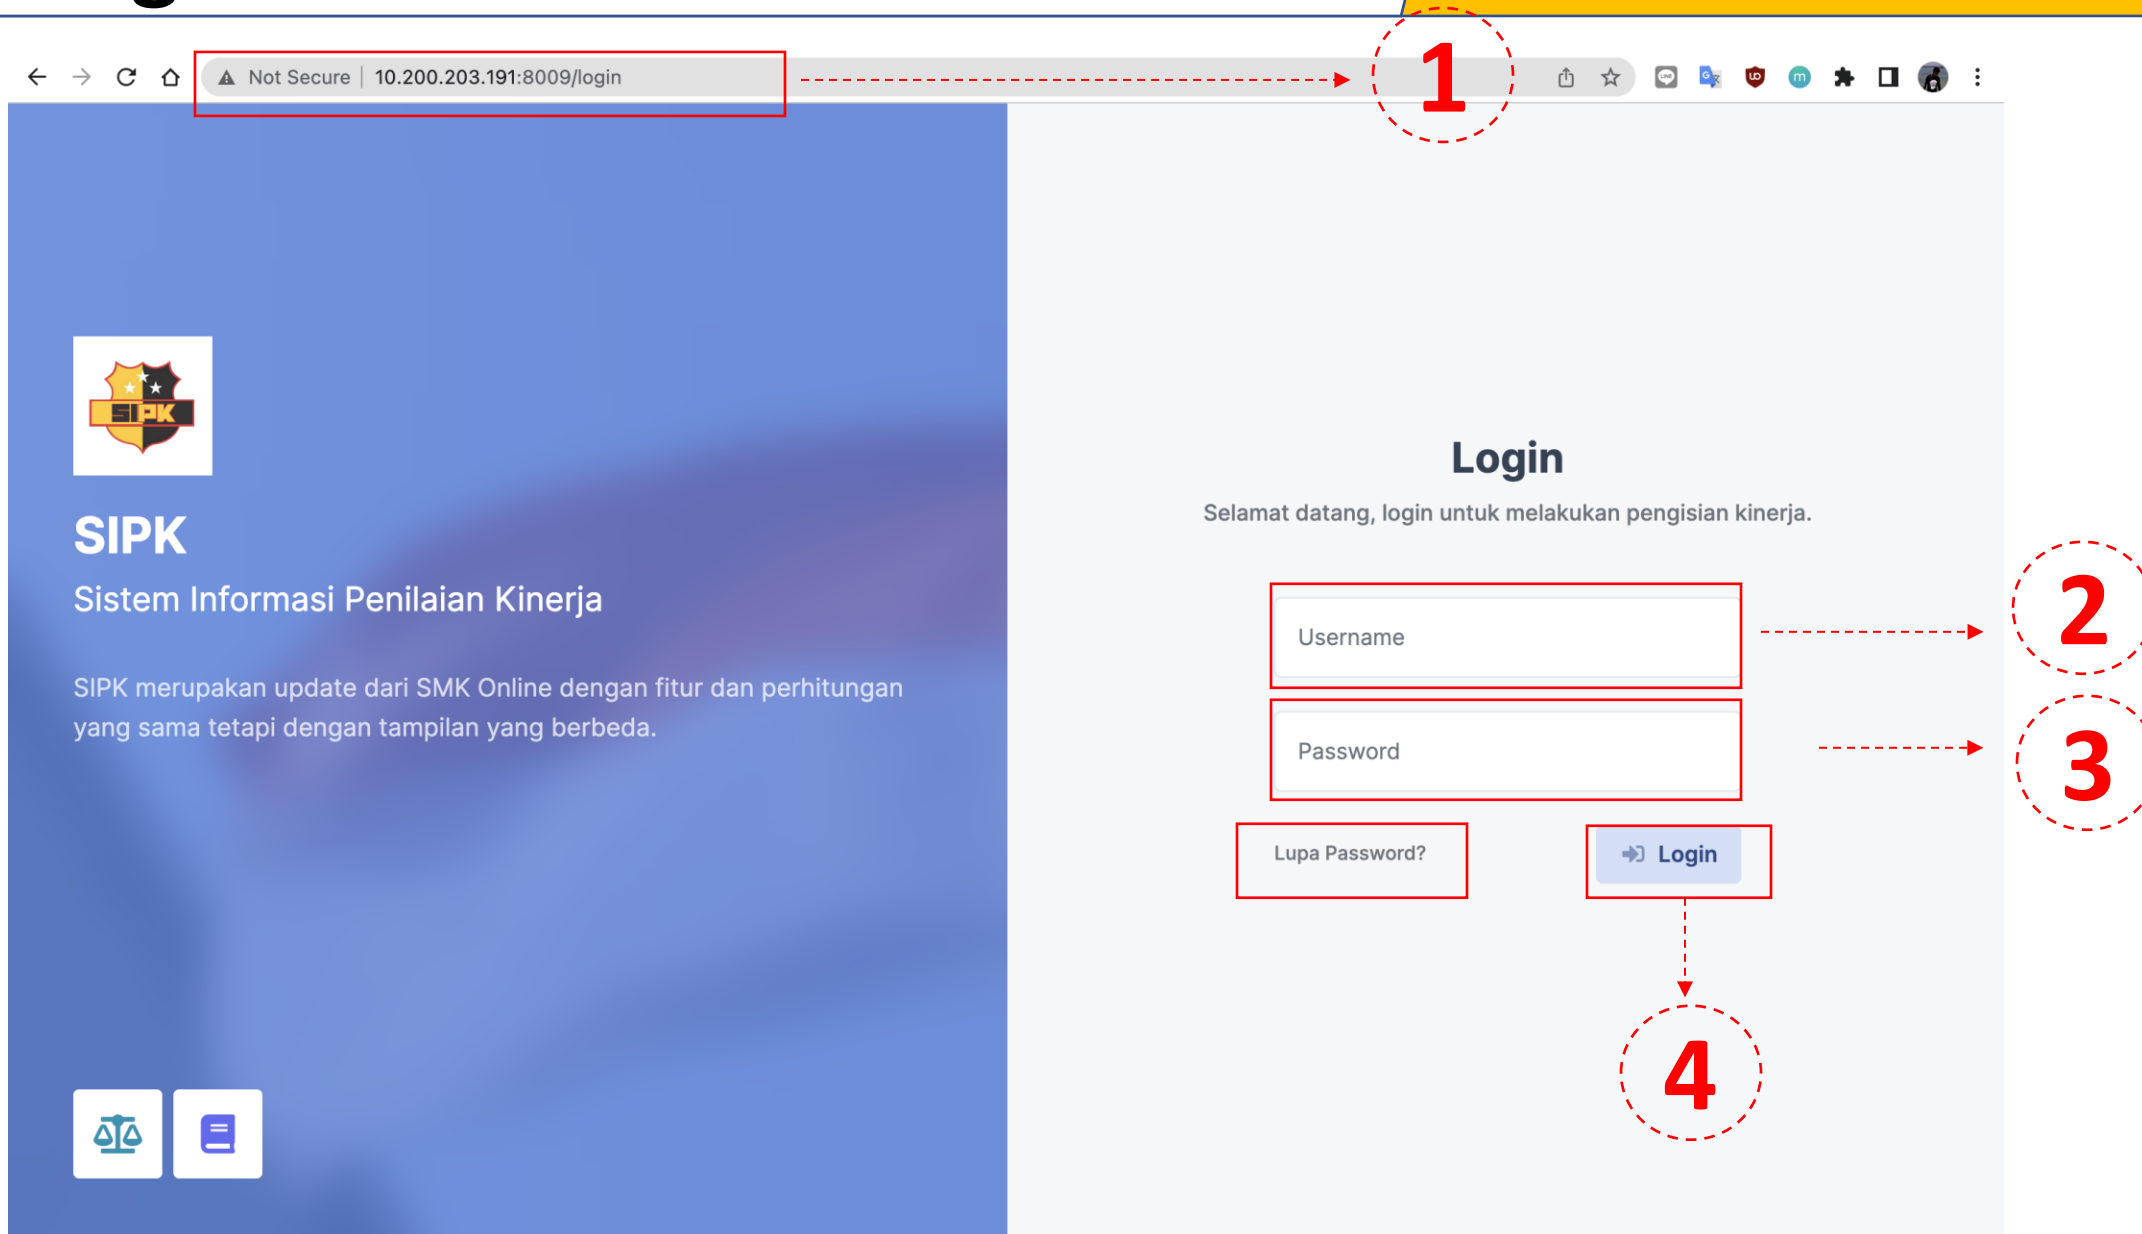 1
Not Secure | 10.200.203.191:8009/login
SIPK
SIPK
Sistem Informasi Penilaian Kinerja
SIPK merupakan update dari SMK Online dengan fitur dan perhitungan
yang sama tetapi dengan tampilan yang berbeda.
Login
Selamat datang, login untuk melakukan pengisian kinerja.
Username
2
Password
3
Lupa Password?
Login
4